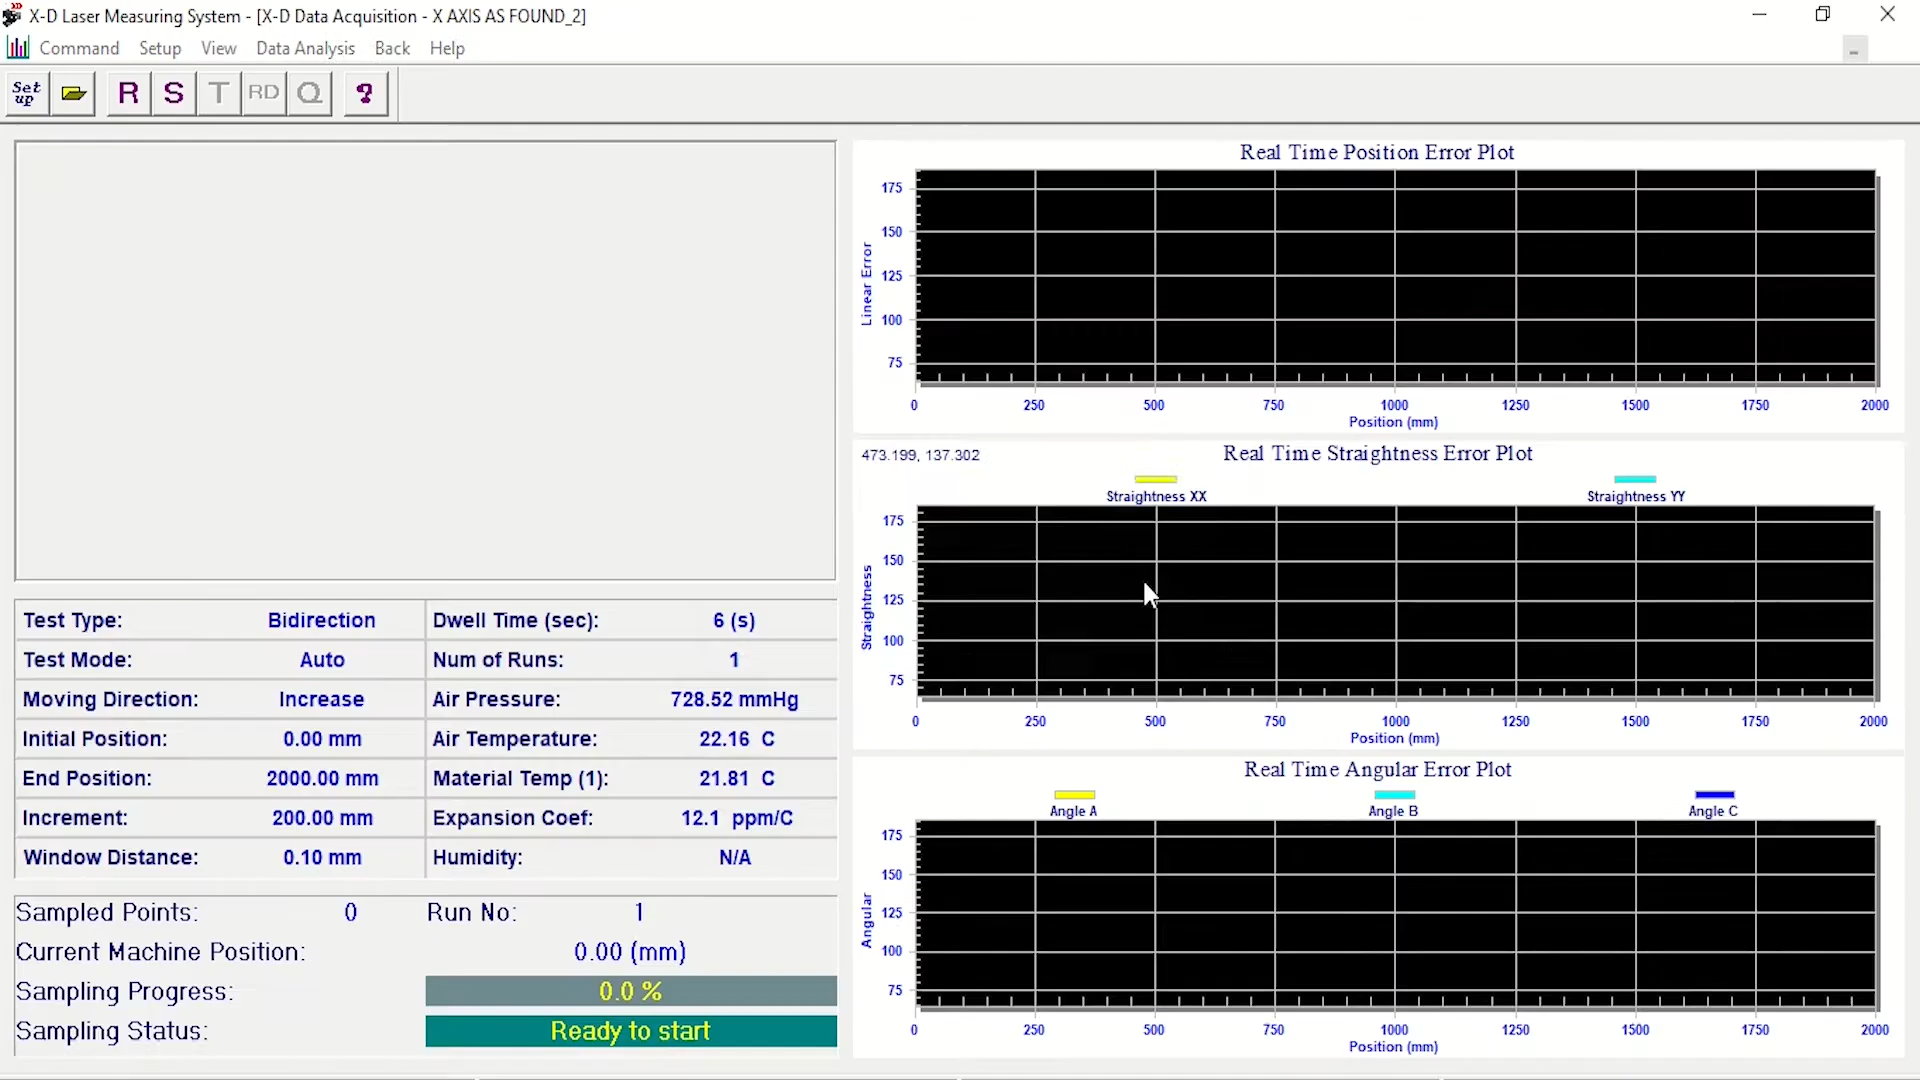 X-D Laser Measuring System - [X-D Data Acquisition - X AXIS AS FOUND_2]
Command Setup View Data Analysis Back Help
Set up R S T RD Q ?
Real Time Position Error Plot
175
150
125
100
75
Linear Error
0 250 500 750 1000 1250 1500 1750 2000
Position (mm)
473.199, 137.302
Real Time Straightness Error Plot
Straightness XX Straightness YY
175
150
125
100
75
Straightness
0 250 500 750 1000 1250 1500 1750 2000
Position (mm)
Real Time Angular Error Plot
Angle A Angle B Angle C
175
150
125
100
75
Angular
0 250 500 750 1000 1250 1500 1750 2000
Position (mm)
Test Type: Bidirection Dwell Time (sec): 6 (s)
Test Mode: Auto Num of Runs: 1
Moving Direction: Increase Air Pressure: 728.52 mmHg
Initial Position: 0.00 mm Air Temperature: 22.16 C
End Position: 2000.00 mm Material Temp (1): 21.81 C
Increment: 200.00 mm Expansion Coef: 12.1 ppm/C
Window Distance: 0.10 mm Humidity: N/A
Sampled Points: 0 Run No: 1
Current Machine Position: 0.00 (mm)
Sampling Progress: 0.0 %
Sampling Status: Ready to start